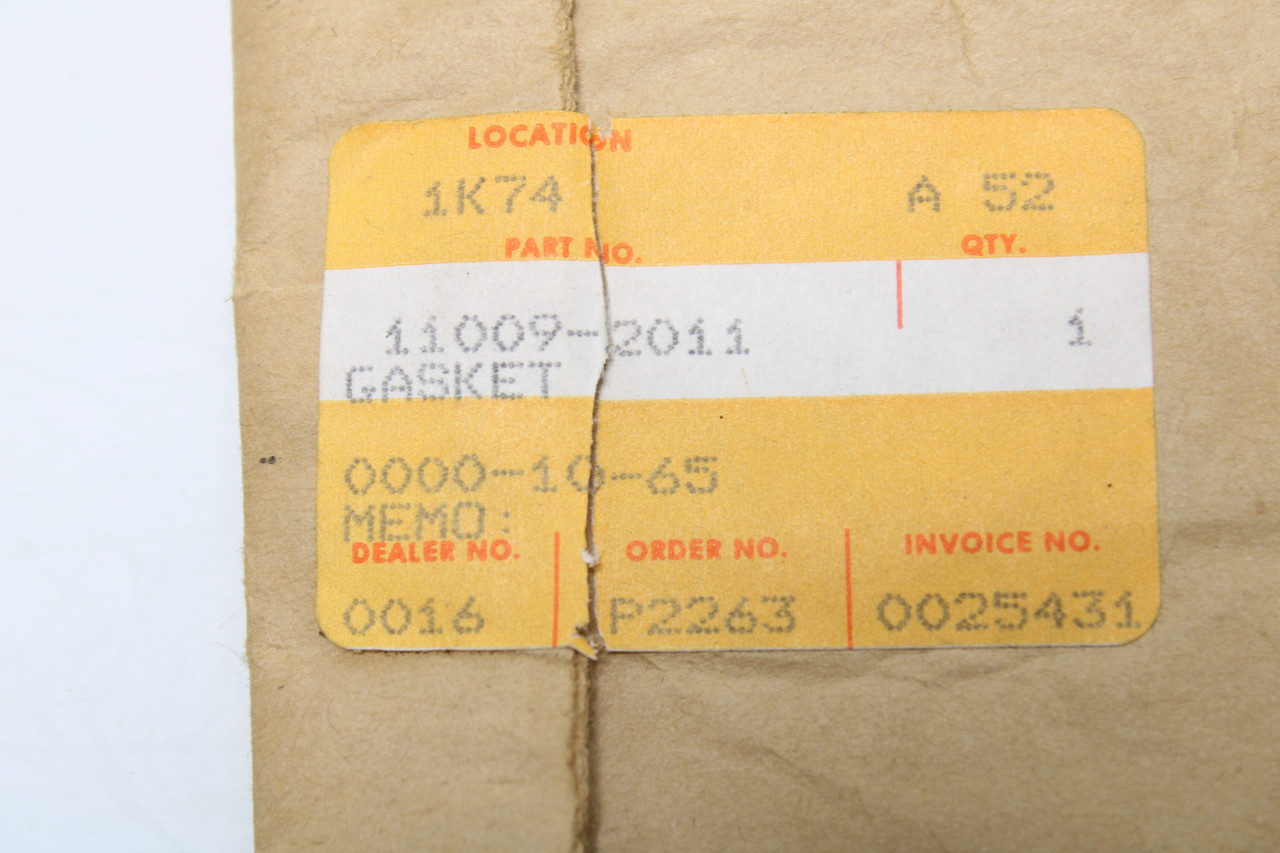 LOCATION
1K74 A 52
PART NO. QTY.
11009-2011 1
GASKET
0000-10-65
MEMO:
DEALER NO. ORDER NO. INVOICE NO.
0016 P2263 0025431